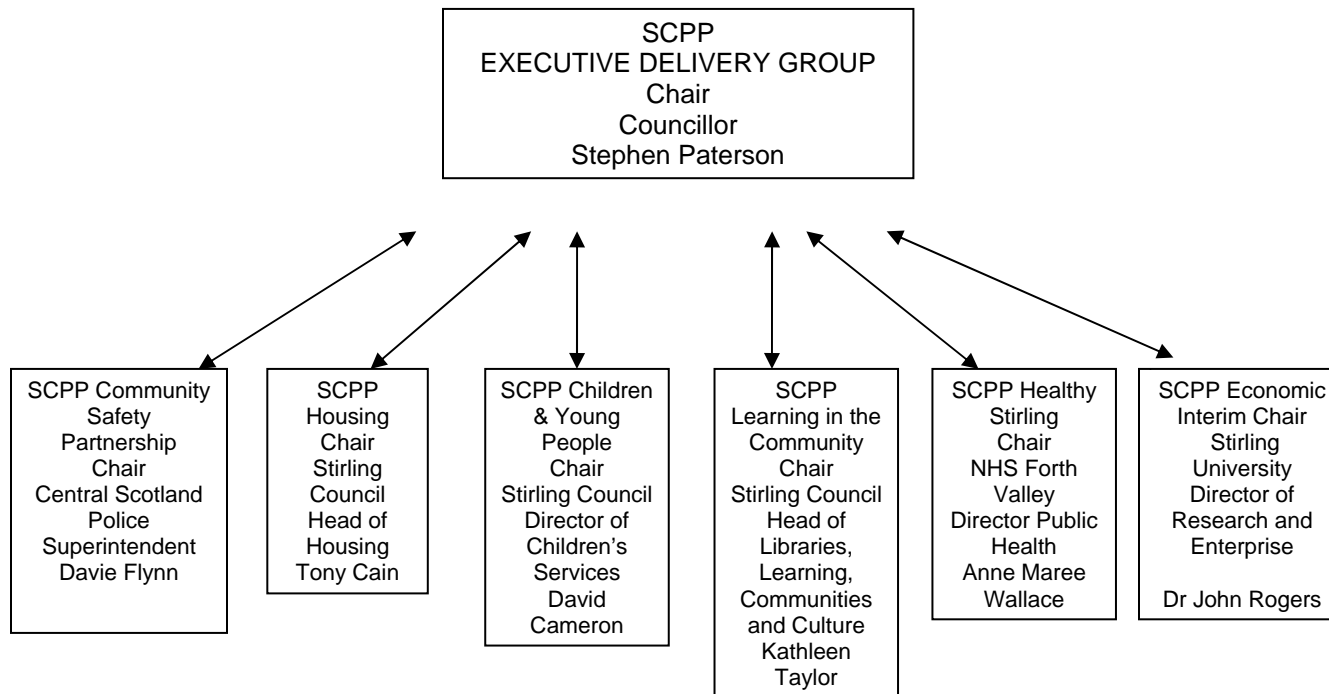 SCPP
EXECUTIVE DELIVERY GROUP
Chair
Councillor
Stephen Paterson
SCPP Community
Safety
Partnership
Chair
Central Scotland
Police
Superintendent
Davie Flynn
SCPP
Housing
Chair
Stirling
Council
Head of
Housing
Tony Cain
SCPP Children
& Young
People
Chair
Stirling Council
Director of
Children's
Services
David
Cameron
SCPP
Learning in the
Community
Chair
Stirling Council
Head of
Libraries,
Learning,
Communities
and Culture
Kathleen
Taylor
SCPP Healthy
Stirling
Chair
NHS Forth
Valley
Director Public
Health
Anne Maree
Wallace
SCPP Economic
Interim Chair
Stirling
University
Director of
Research and
Enterprise
Dr John Rogers